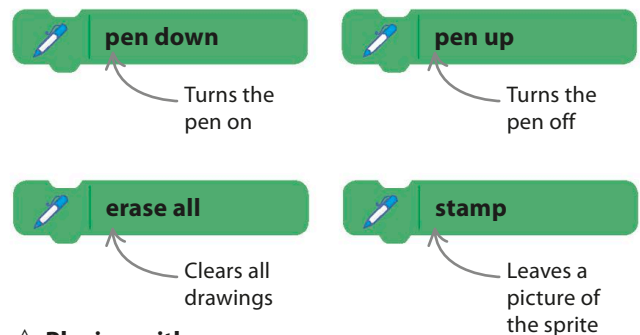 pen down
pen up
Turns the
pen on
Turns the
pen off
erase all
stamp
Clears all
drawings
Leaves a
picture of
the sprite